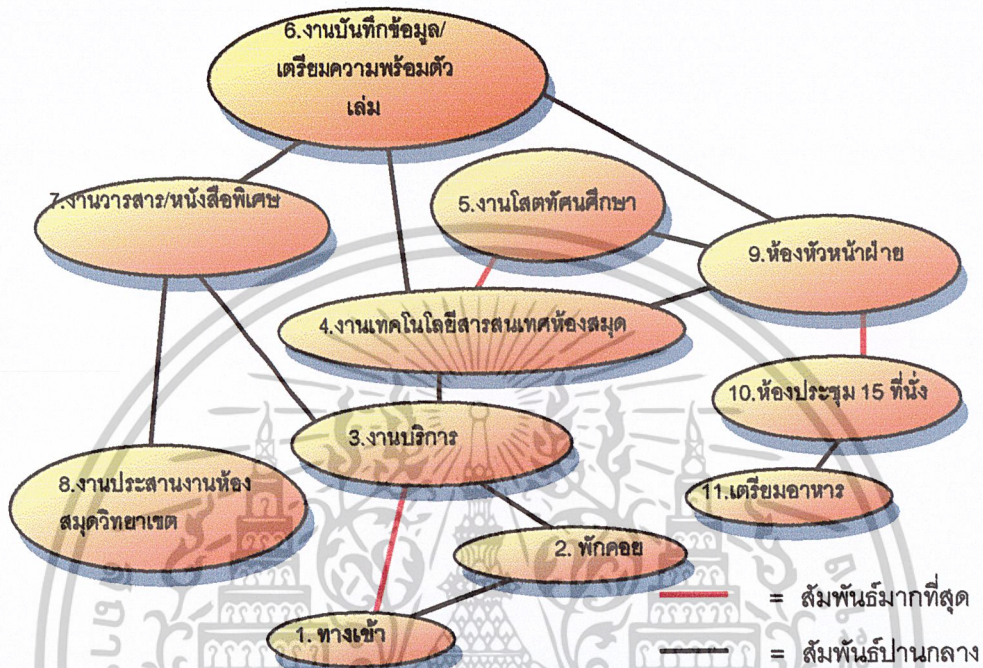 6.งานบันทึกข้อมูล/
เตรียมความพร้อมตัว
เล่ม
7.งานวารสาร/หนังสือพิเศษ
5.งานโสตทัศนศึกษา
9.ห้องหัวหน้าฝ่าย
4.งานเทคโนโลยีสารสนเทศห้องสมุด
10.ห้องประชุม 15 ที่นั่ง
3.งานบริการ
8.งานประสานงานห้อง
สมุดวิทยาเขต
11.เตรียมอาหาร
2. พักคอย
1. ทางเข้า
= สัมพันธ์มากที่สุด
= สัมพันธ์ปานกลาง